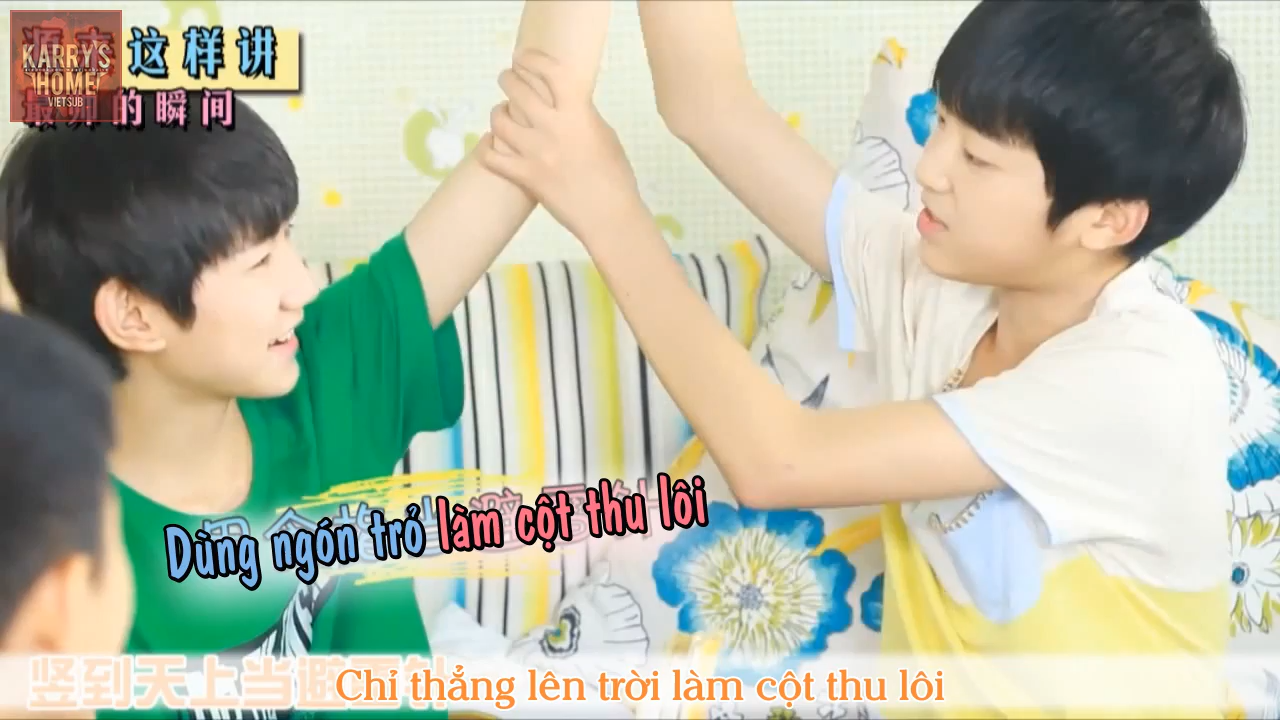 KARRY'S
HOME
VIETSUB
这样讲
的瞬间
Dùng ngón trỏ làm cột thu lôi
竖到天上当避雷针
Chỉ thẳng lên trời làm cột thu lôi